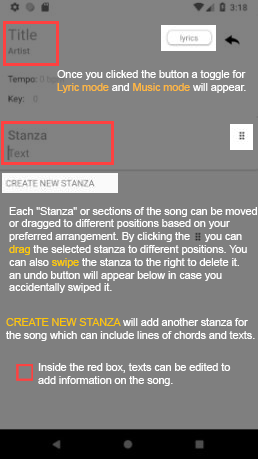 3:18
Title
lyrics
Artist
Tempo: 0 bp
Once you clicked the button a toggle for
Lyric mode and Music mode will appear.
Key: 0
Stanza
Text
CREATE NEW STANZA
Each "Stanza" or sections of the song can be moved
or dragged to different positions based on your
preferred arrangement. By clicking the you can
drag the selected stanza to different positions. You
can also swipe the stanza to the right to delete it.
an undo button will appear below in case you
accidentally swiped it.
CREATE NEW STANZA will add another stanza for
the song which can include lines of chords and texts.
Inside the red box, texts can be edited to
add information on the song.